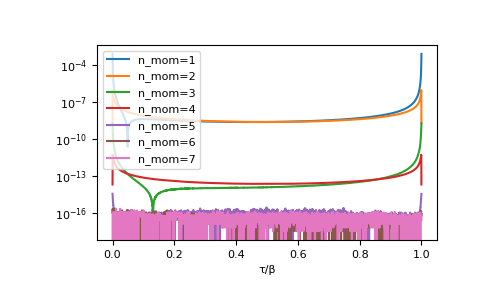 10⁻⁴
10⁻⁷
10⁻¹⁰
10⁻¹³
10⁻¹⁶
n_mom=1
n_mom=2
n_mom=3
n_mom=4
n_mom=5
n_mom=6
n_mom=7
0.0 0.2 0.4 0.6 0.8 1.0
τ/β